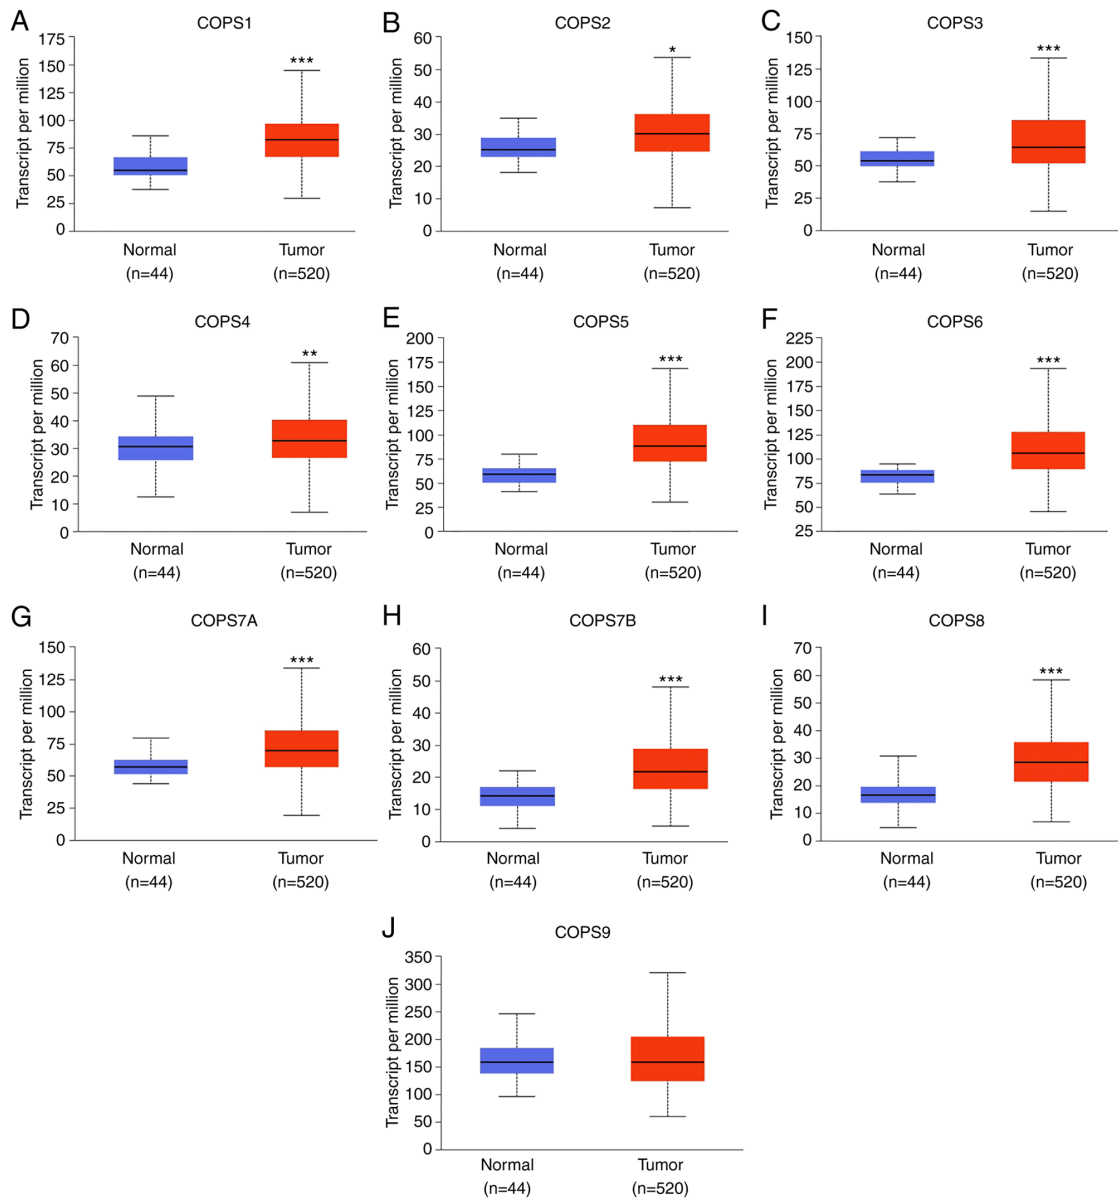 A
COPS1
Transcript per million
175
150
125
100
75
50
25
0
***
Normal
(n=44)
Tumor
(n=520)
B
COPS2
Transcript per million
60
50
40
30
20
10
0
*
Normal
(n=44)
Tumor
(n=520)
C
COPS3
Transcript per million
150
125
100
75
50
25
0
***
Normal
(n=44)
Tumor
(n=520)
D
COPS4
Transcript per million
70
60
50
40
30
20
10
0
**
Normal
(n=44)
Tumor
(n=520)
E
COPS5
Transcript per million
200
175
150
125
100
75
50
25
0
***
Normal
(n=44)
Tumor
(n=520)
F
COPS6
Transcript per million
225
200
175
150
125
100
75
50
25
***
Normal
(n=44)
Tumor
(n=520)
G
COPS7A
Transcript per million
150
125
100
75
50
25
0
***
Normal
(n=44)
Tumor
(n=520)
H
COPS7B
Transcript per million
60
50
40
30
20
10
0
***
Normal
(n=44)
Tumor
(n=520)
I
COPS8
Transcript per million
70
60
50
40
30
20
10
0
***
Normal
(n=44)
Tumor
(n=520)
J
COPS9
Transcript per million
350
300
250
200
150
100
50
0
Normal
(n=44)
Tumor
(n=520)